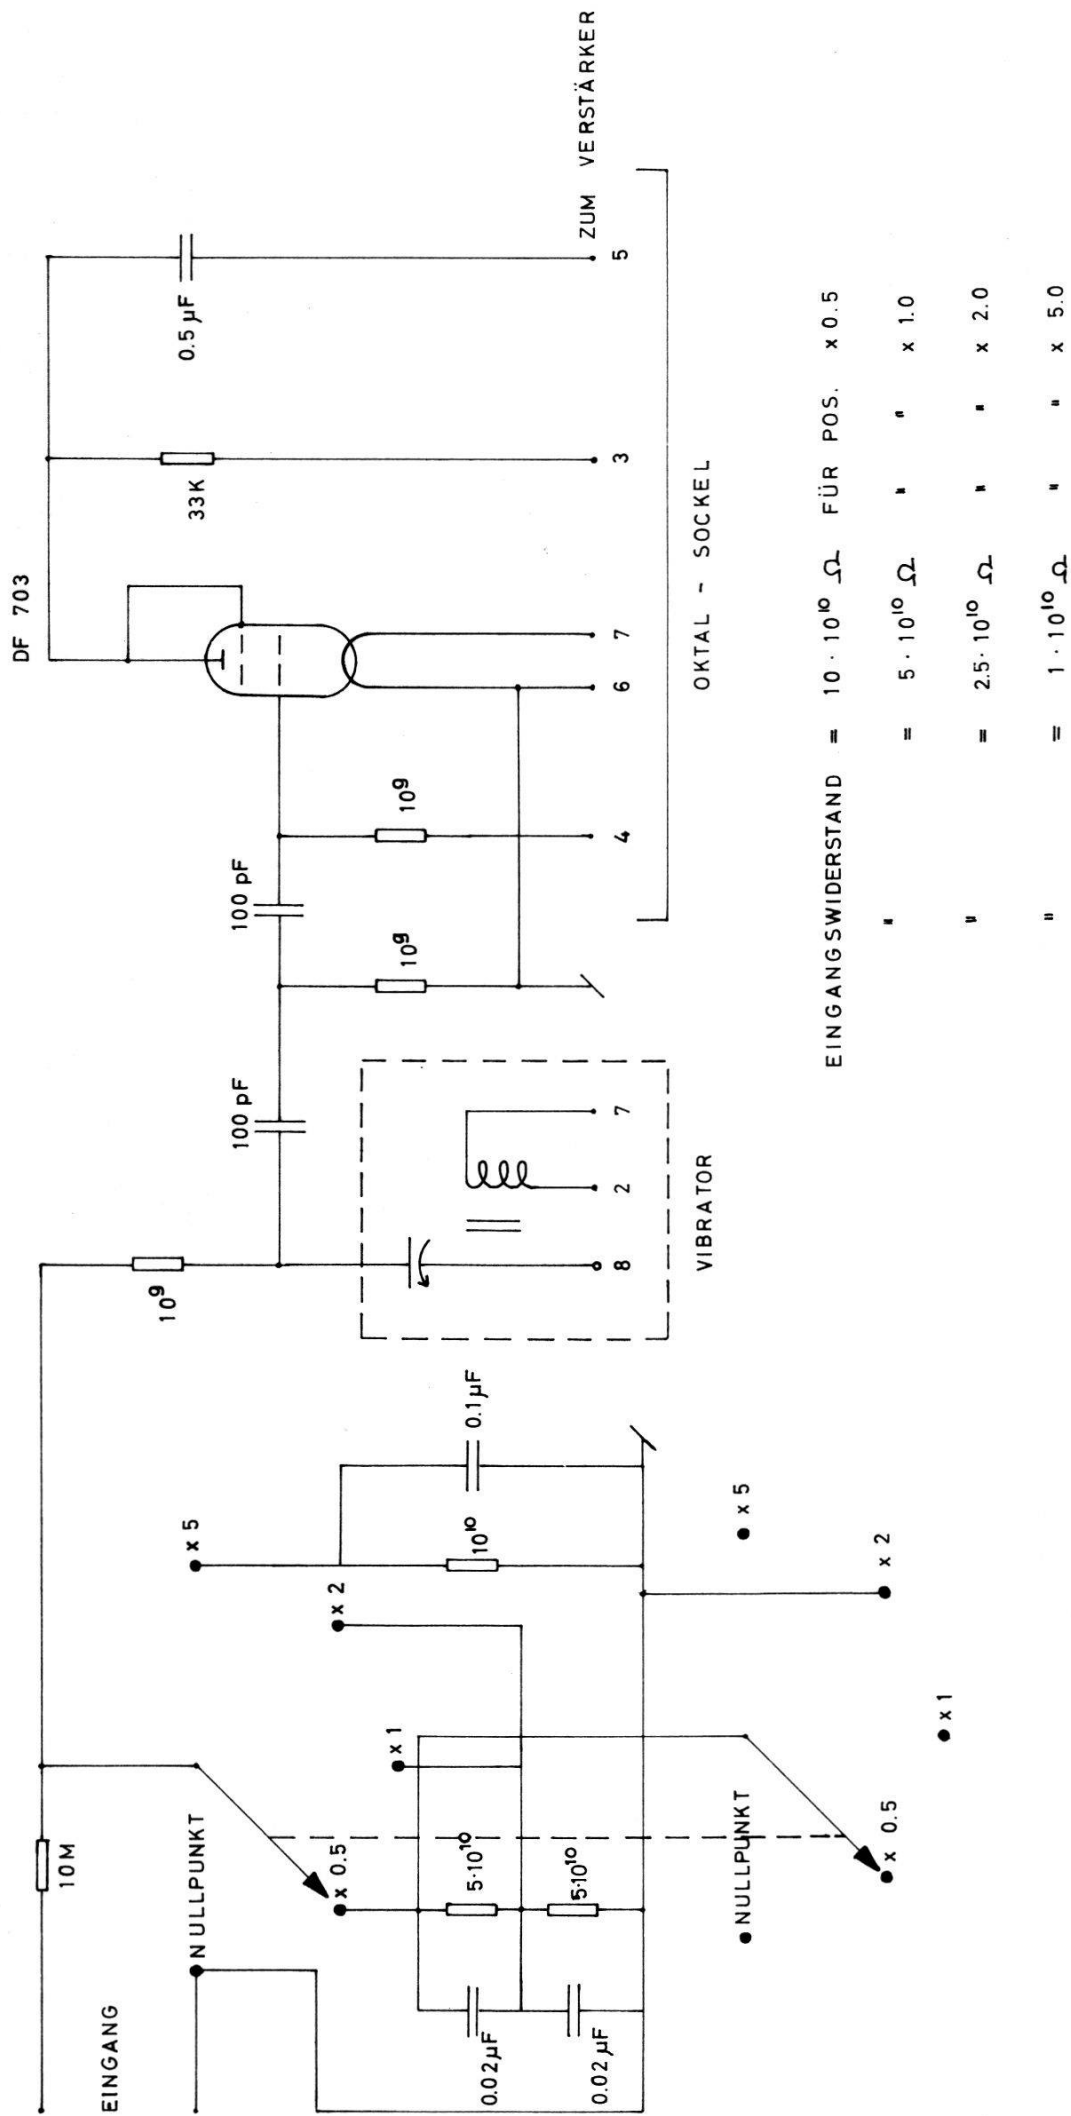 DF 703
EINGANG
10M
NULLPUNKT
x 0.5
x 1
x 2
x 5
5·10¹⁰
5·10¹⁰
0.02µF
0.02µF
10¹⁰
0.1µF
NULLPUNKT
x 0.5
x 1
x 2
x 5
10⁹
100 pF
100 pF
10⁹
10⁹
33K
0.5µF
8
2
7
VIBRATOR
4
6
7
3
5
ZUM VERSTÄRKER
OKTAL - SOCKEL
EINGANGSWIDERSTAND = 10 · 10¹⁰ Ω FÜR POS. x 0.5
" = 5 · 10¹⁰ Ω " " x 1.0
" = 2.5 · 10¹⁰ Ω " " x 2.0
" = 1 · 10¹⁰ Ω " " x 5.0